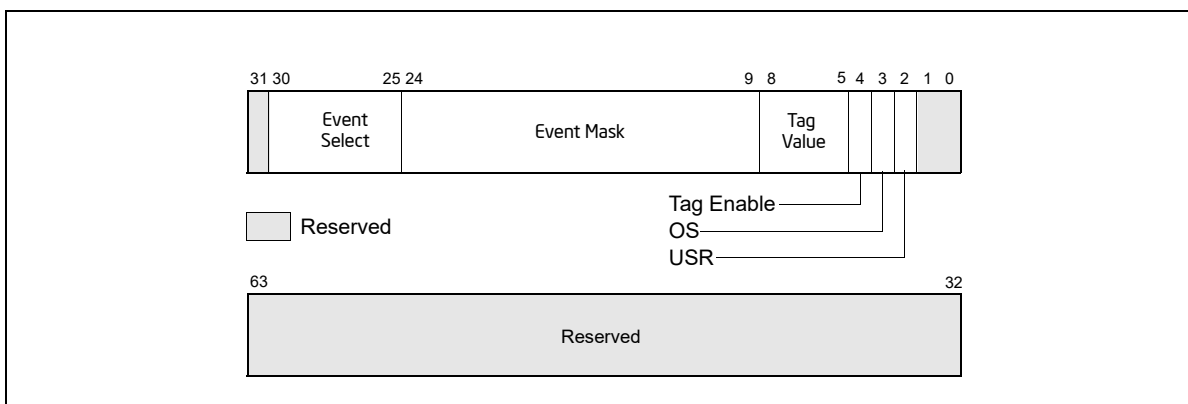 31 30 25 24 9 8 5 4 3 2 1 0
Event
Select
Event Mask
Tag
Value
Tag Enable
OS
USR
Reserved
63 32
Reserved